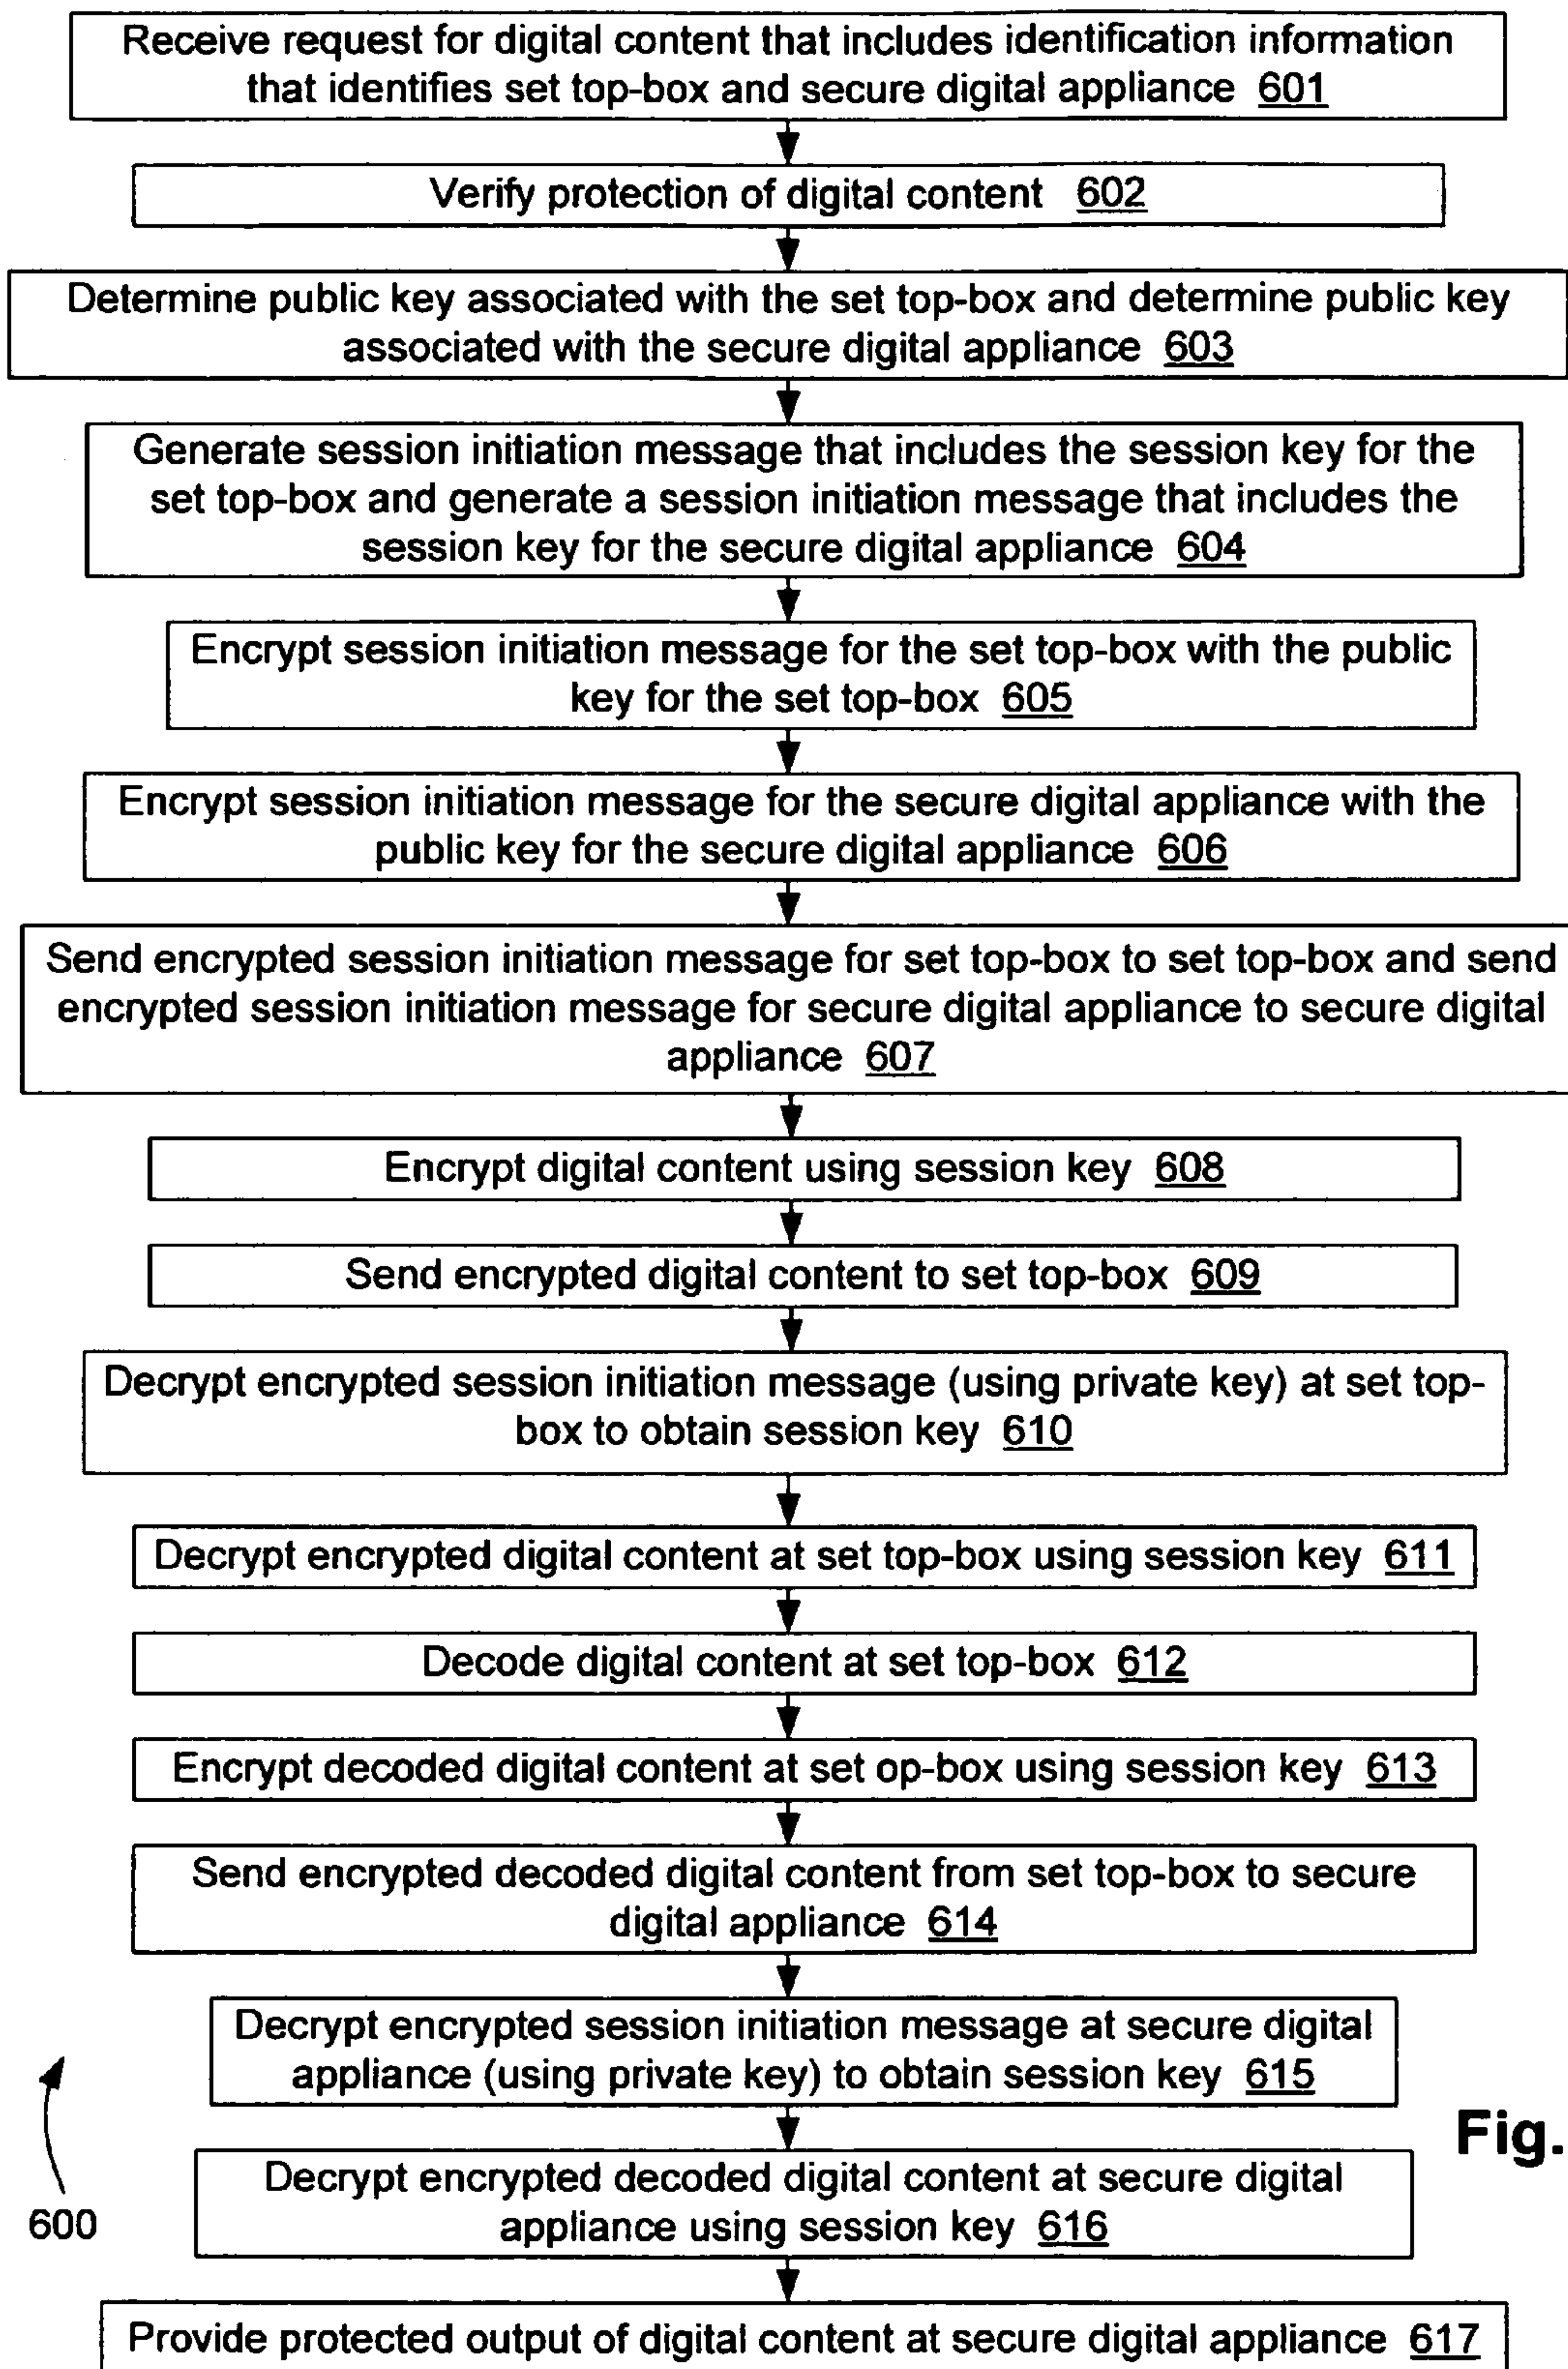 Receive request for digital content that includes identification information
that identifies set top-box and secure digital appliance 601
Verify protection of digital content 602
Determine public key associated with the set top-box and determine public key
associated with the secure digital appliance 603
Generate session initiation message that includes the session key for the
set top-box and generate a session initiation message that includes the
session key for the secure digital appliance 604
Encrypt session initiation message for the set top-box with the public
key for the set top-box 605
Encrypt session initiation message for the secure digital appliance with the
public key for the secure digital appliance 606
Send encrypted session initiation message for set top-box to set top-box and send
encrypted session initiation message for secure digital appliance to secure digital
appliance 607
Encrypt digital content using session key 608
Send encrypted digital content to set top-box 609
Decrypt encrypted session initiation message (using private key) at set top-
box to obtain session key 610
Decrypt encrypted digital content at set top-box using session key 611
Decode digital content at set top-box 612
Encrypt decoded digital content at set op-box using session key 613
Send encrypted decoded digital content from set top-box to secure
digital appliance 614
Decrypt encrypted session initiation message at secure digital
appliance (using private key) to obtain session key 615
Decrypt encrypted decoded digital content at secure digital
appliance using session key 616
Provide protected output of digital content at secure digital appliance 617
600
Fig.